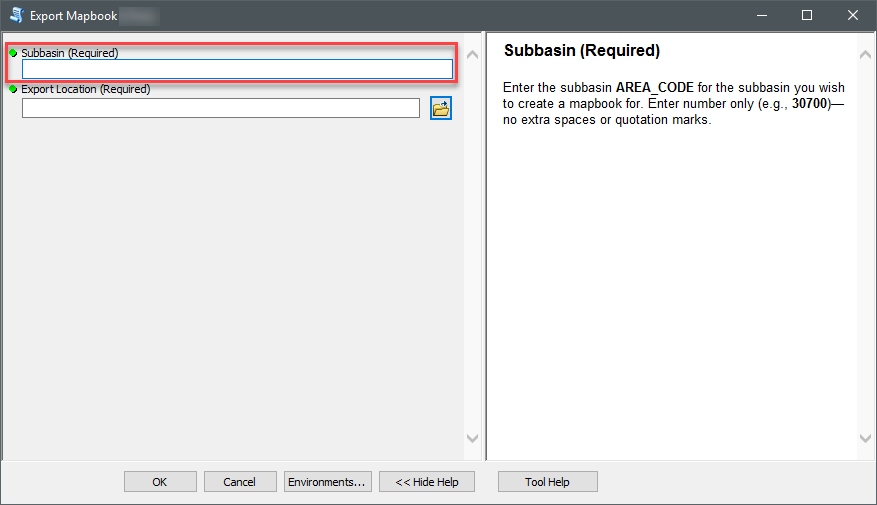 Export Mapbook
Subbasin (Required)
Export Location (Required)
Subbasin (Required)
Enter the subbasin AREA_CODE for the subbasin you wish
to create a mapbook for. Enter number only (e.g., 30700)—
no extra spaces or quotation marks.
OK
Cancel
Environments...
<< Hide Help
Tool Help